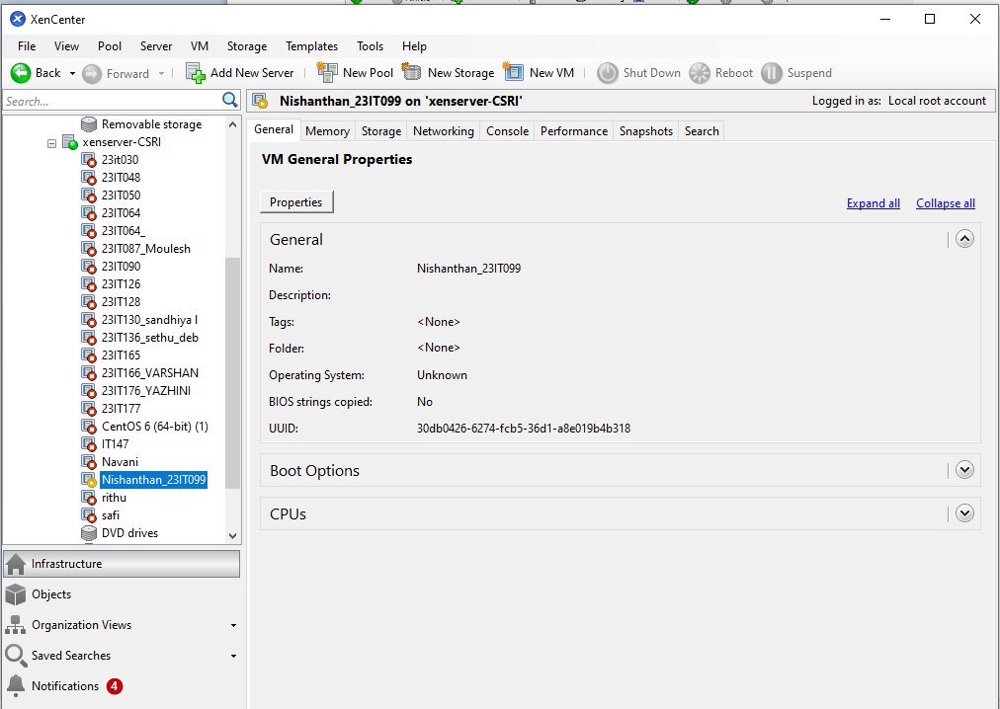 XenCenter
File View Pool Server VM Storage Templates Tools Help
Back Forward Add New Server New Pool New Storage New VM Shut Down Reboot Suspend
Search...
Nishanthan_23IT099 on 'xenserver-CSRI' Logged in as: Local root account
Removable storage
xenserver-CSRI
23it030
23IT048
23IT050
23IT064
23IT064_
23IT087_Moulesh
23IT090
23IT126
23IT128
23IT130_sandhiya l
23IT136_sethu_deb
23IT165
23IT166_VARSHAN
23IT176_YAZHINI
23IT177
CentOS 6 (64-bit) (1)
IT147
Navani
Nishanthan_23IT099
rithu
safi
DVD drives
Infrastructure
Objects
Organization Views
Saved Searches
Notifications 4
General Memory Storage Networking Console Performance Snapshots Search
VM General Properties
Properties Expand all Collapse all
General
Name: Nishanthan_23IT099
Description:
Tags: <None>
Folder: <None>
Operating System: Unknown
BIOS strings copied: No
UUID: 30db0426-6274-fcb5-36d1-a8e019b4b318
Boot Options
CPUs